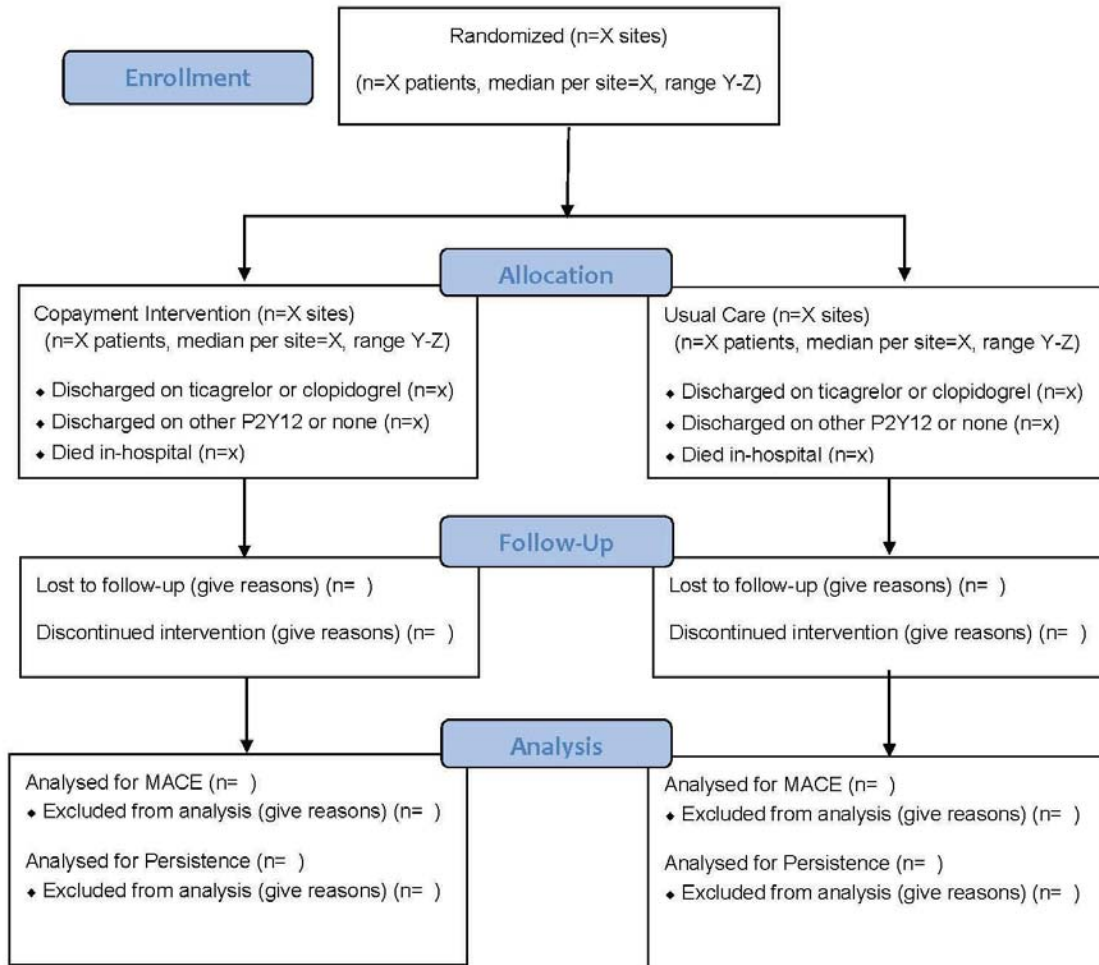 Randomized (n=X sites)
(n=X patients, median per site=X, range Y-Z)
Enrollment
Allocation
Copayment Intervention (n=X sites)
(n=X patients, median per site=X, range Y-Z)
⬥ Discharged on ticagrelor or clopidogrel (n=x)
⬥ Discharged on other P2Y12 or none (n=x)
⬥ Died in-hospital (n=x)
Usual Care (n=X sites)
(n=X patients, median per site=X, range Y-Z)
⬥ Discharged on ticagrelor or clopidogrel (n=x)
⬥ Discharged on other P2Y12 or none (n=x)
⬥ Died in-hospital (n=x)
Follow-Up
Lost to follow-up (give reasons) (n= )
Discontinued intervention (give reasons) (n= )
Lost to follow-up (give reasons) (n= )
Discontinued intervention (give reasons) (n= )
Analysis
Analysed for MACE (n= )
⬥ Excluded from analysis (give reasons) (n= )
Analysed for Persistence (n= )
⬥ Excluded from analysis (give reasons) (n= )
Analysed for MACE (n= )
⬥ Excluded from analysis (give reasons) (n= )
Analysed for Persistence (n= )
⬥ Excluded from analysis (give reasons) (n= )